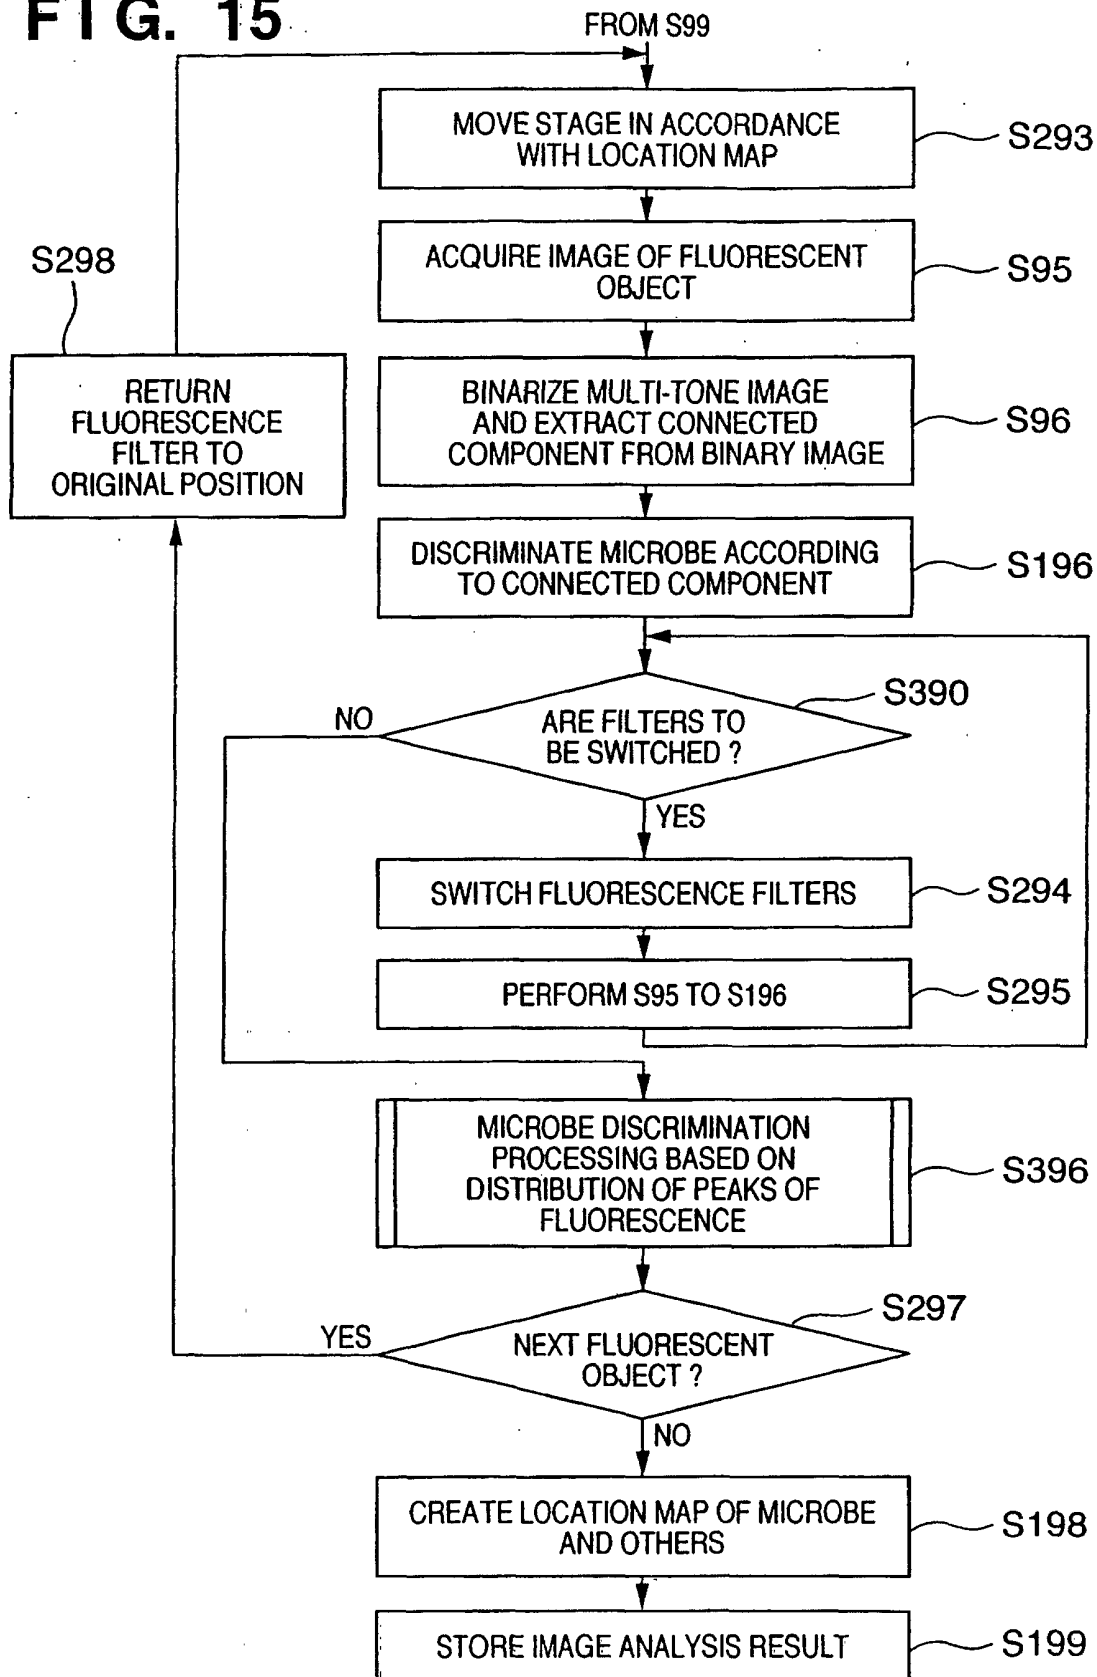 FIG. 15
FROM S99
MOVE STAGE IN ACCORDANCE
WITH LOCATION MAP
S293
ACQUIRE IMAGE OF FLUORESCENT
OBJECT
S95
S298
RETURN
FLUORESCENCE
FILTER TO
ORIGINAL POSITION
BINARIZE MULTI-TONE IMAGE
AND EXTRACT CONNECTED
COMPONENT FROM BINARY IMAGE
S96
DISCRIMINATE MICROBE ACCORDING
TO CONNECTED COMPONENT
S196
S390
NO
ARE FILTERS TO
BE SWITCHED ?
YES
SWITCH FLUORESCENCE FILTERS
S294
PERFORM S95 TO S196
S295
MICROBE DISCRIMINATION
PROCESSING BASED ON
DISTRIBUTION OF PEAKS OF
FLUORESCENCE
S396
S297
YES
NEXT FLUORESCENT
OBJECT ?
NO
CREATE LOCATION MAP OF MICROBE
AND OTHERS
S198
STORE IMAGE ANALYSIS RESULT
S199